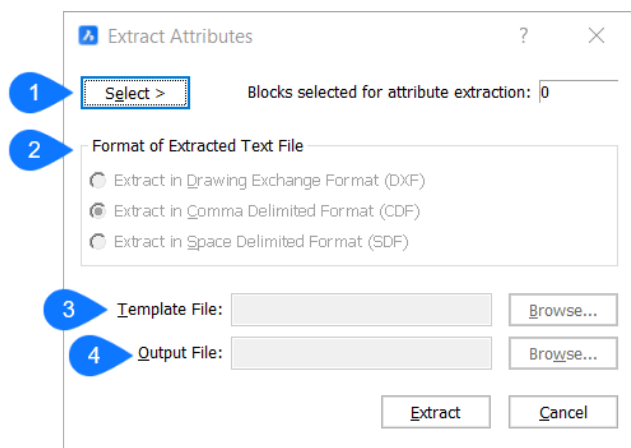 Extract Attributes ?
1 Select > Blocks selected for attribute extraction: 0
2 Format of Extracted Text File
Extract in Drawing Exchange Format (DXF)
Extract in Comma Delimited Format (CDF)
Extract in Space Delimited Format (SDF)
3 Template File: Browse...
4 Output File: Browse...
Extract Cancel